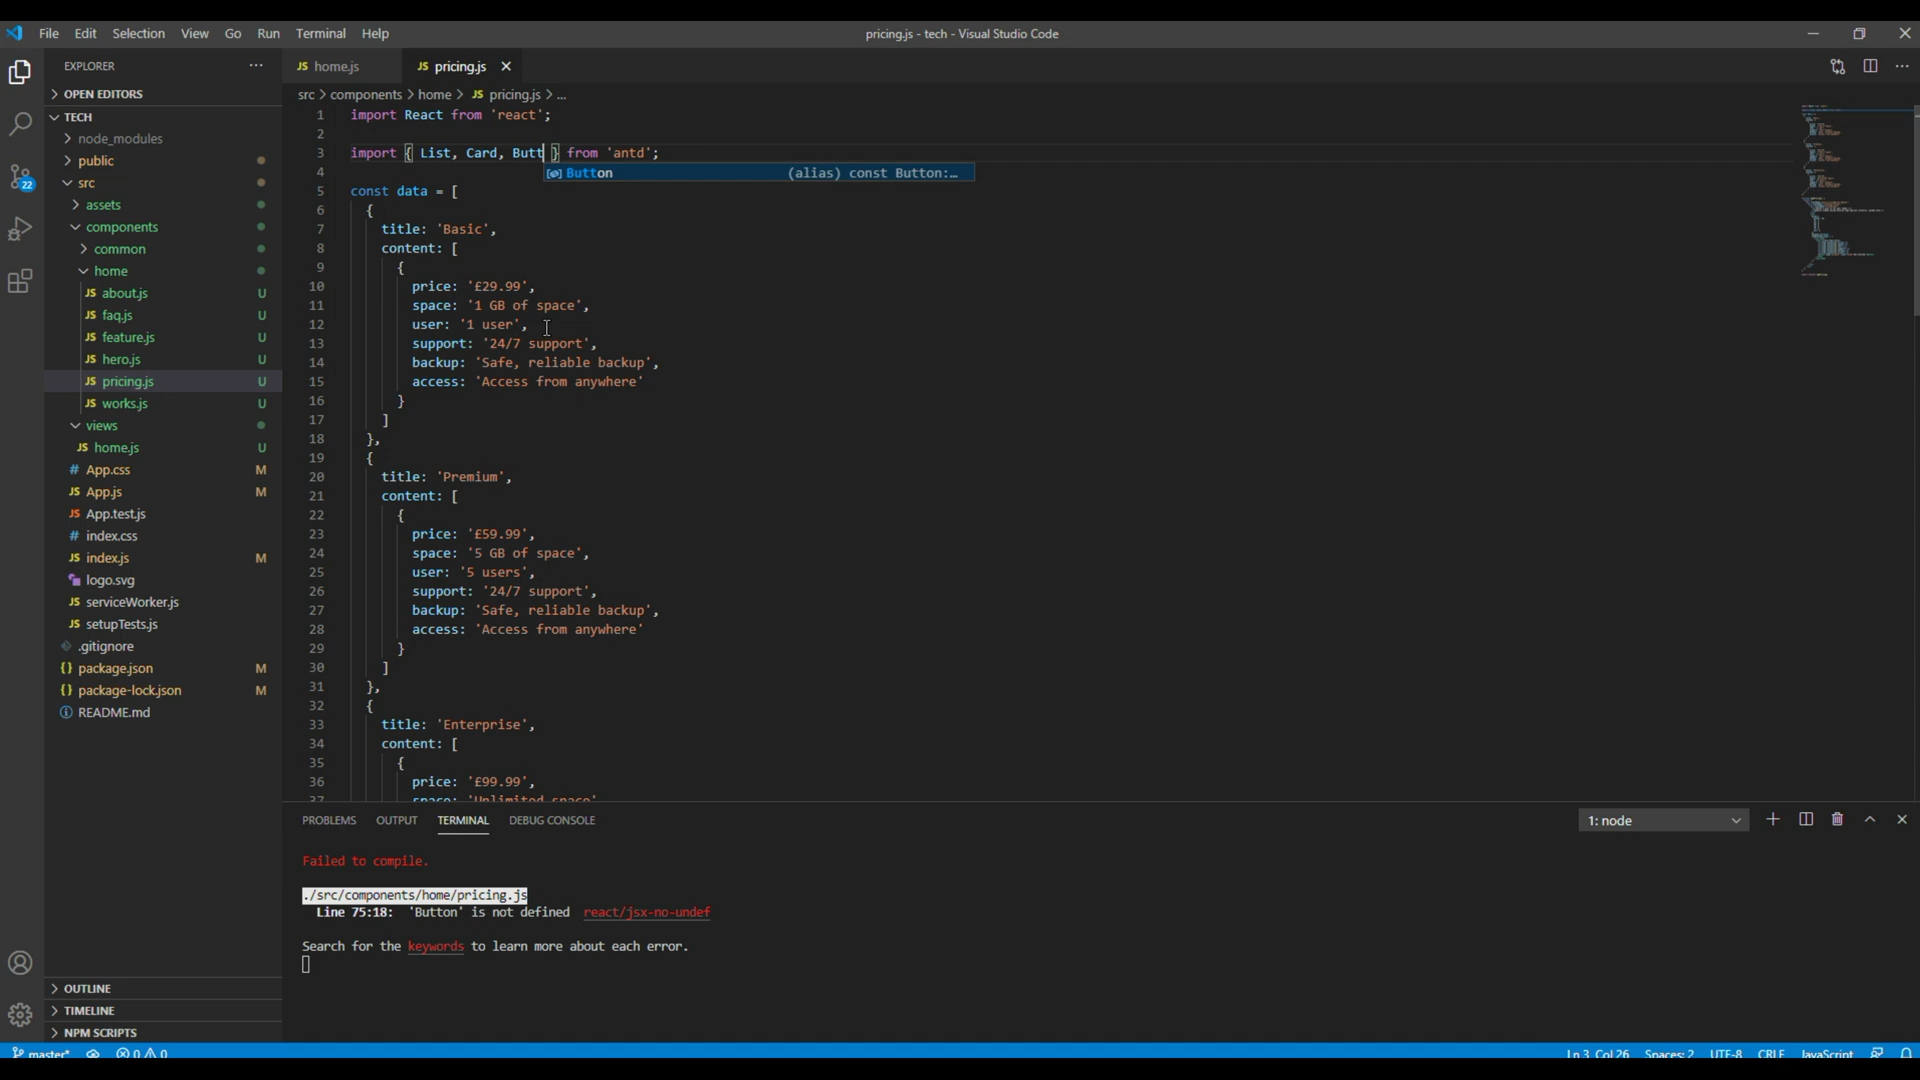 File Edit Selection View Go Run Terminal Help
pricing.js - tech - Visual Studio Code
EXPLORER
OPEN EDITORS
TECH
node_modules
public
src
assets
components
common
home
about.js U
faq.js U
feature.js U
hero.js U
pricing.js U
works.js U
views
home.js U
App.css M
App.js M
App.test.js
index.css
index.js M
logo.svg
serviceWorker.js
setupTests.js
.gitignore
package.json M
package-lock.json M
README.md
OUTLINE
TIMELINE
NPM SCRIPTS
22
JS home.js JS pricing.js
src > components > home > JS pricing.js > ...
1 import React from 'react';
2
3 import { List, Card, Butt } from 'antd';
Button (alias) const Button:…
4
5 const data = [
6 {
7 title: 'Basic',
8 content: [
9 {
10 price: '£29.99',
11 space: '1 GB of space',
12 user: '1 user',
13 support: '24/7 support',
14 backup: 'Safe, reliable backup',
15 access: 'Access from anywhere'
16 }
17 ]
18 },
19 {
20 title: 'Premium',
21 content: [
22 {
23 price: '£59.99',
24 space: '5 GB of space',
25 user: '5 users',
26 support: '24/7 support',
27 backup: 'Safe, reliable backup',
28 access: 'Access from anywhere'
29 }
30 ]
31 },
32 {
33 title: 'Enterprise',
34 content: [
35 {
36 price: '£99.99',
37 space: 'Unlimited space'
PROBLEMS OUTPUT TERMINAL DEBUG CONSOLE
1: node
Failed to compile.
./src/components/home/pricing.js
Line 75:18: 'Button' is not defined react/jsx-no-undef
Search for the keywords to learn more about each error.
master* 0 0
Ln 3, Col 26 Spaces: 2 UTF-8 CRLF JavaScript